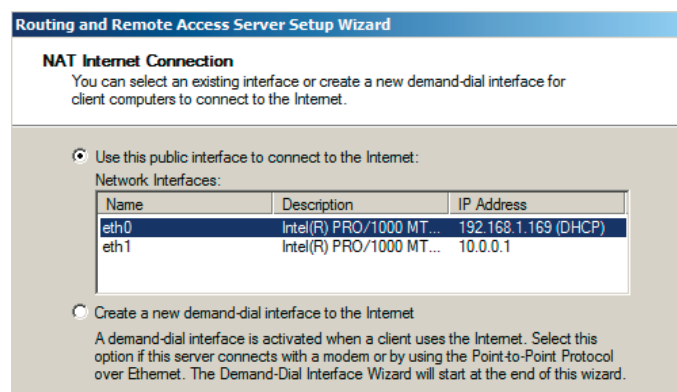 Routing and Remote Access Server Setup Wizard
NAT Internet Connection
You can select an existing interface or create a new demand-dial interface for
client computers to connect to the Internet.
Use this public interface to connect to the Internet:
Network Interfaces:
Name Description IP Address
eth0 Intel(R) PRO/1000 MT... 192.168.1.169 (DHCP)
eth1 Intel(R) PRO/1000 MT... 10.0.0.1
Create a new demand-dial interface to the Internet
A demand-dial interface is activated when a client uses the Internet. Select this
option if this server connects with a modem or by using the Point-to-Point Protocol
over Ethernet. The Demand-Dial Interface Wizard will start at the end of this wizard.